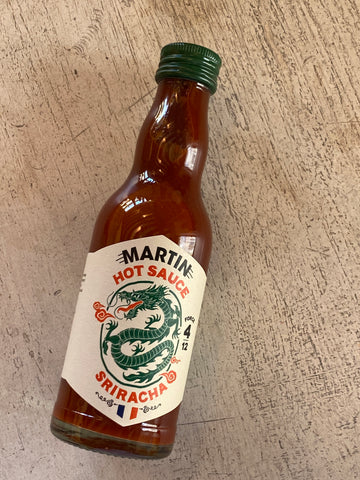 MARTIN
HOT SAUCE
FORCE
4
12
SRIRACHA